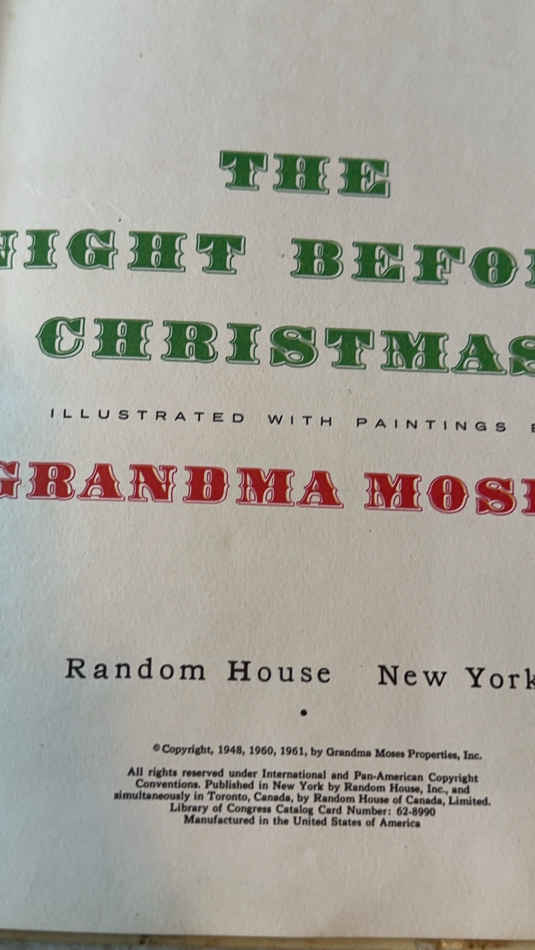 THE
NIGHT BEFO
CHRISTMAS
ILLUSTRATED WITH PAINTINGS
GRANDMA MOSE
Random House New York
•
© Copyright, 1948, 1960, 1961, by Grandma Moses Properties, Inc.
All rights reserved under International and Pan-American Copyright
Conventions. Published in New York by Random House, Inc., and
simultaneously in Toronto, Canada, by Random House of Canada, Limited.
Library of Congress Catalog Card Number: 62-8990
Manufactured in the United States of America